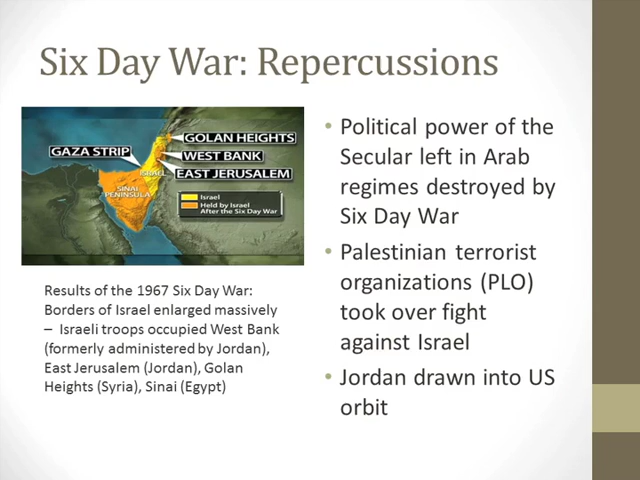 Six Day War: Repercussions
GOLAN HEIGHTS
GAZA STRIP
WEST BANK
EAST JERUSALEM
ISRAEL
SINAI
PENINSULA
Israel
Held by Israel
After the Six Day War
Results of the 1967 Six Day War:
Borders of Israel enlarged massively
– Israeli troops occupied West Bank
(formerly administered by Jordan),
East Jerusalem (Jordan), Golan
Heights (Syria), Sinai (Egypt)
• Political power of the
Secular left in Arab
regimes destroyed by
Six Day War
• Palestinian terrorist
organizations (PLO)
took over fight
against Israel
• Jordan drawn into US
orbit